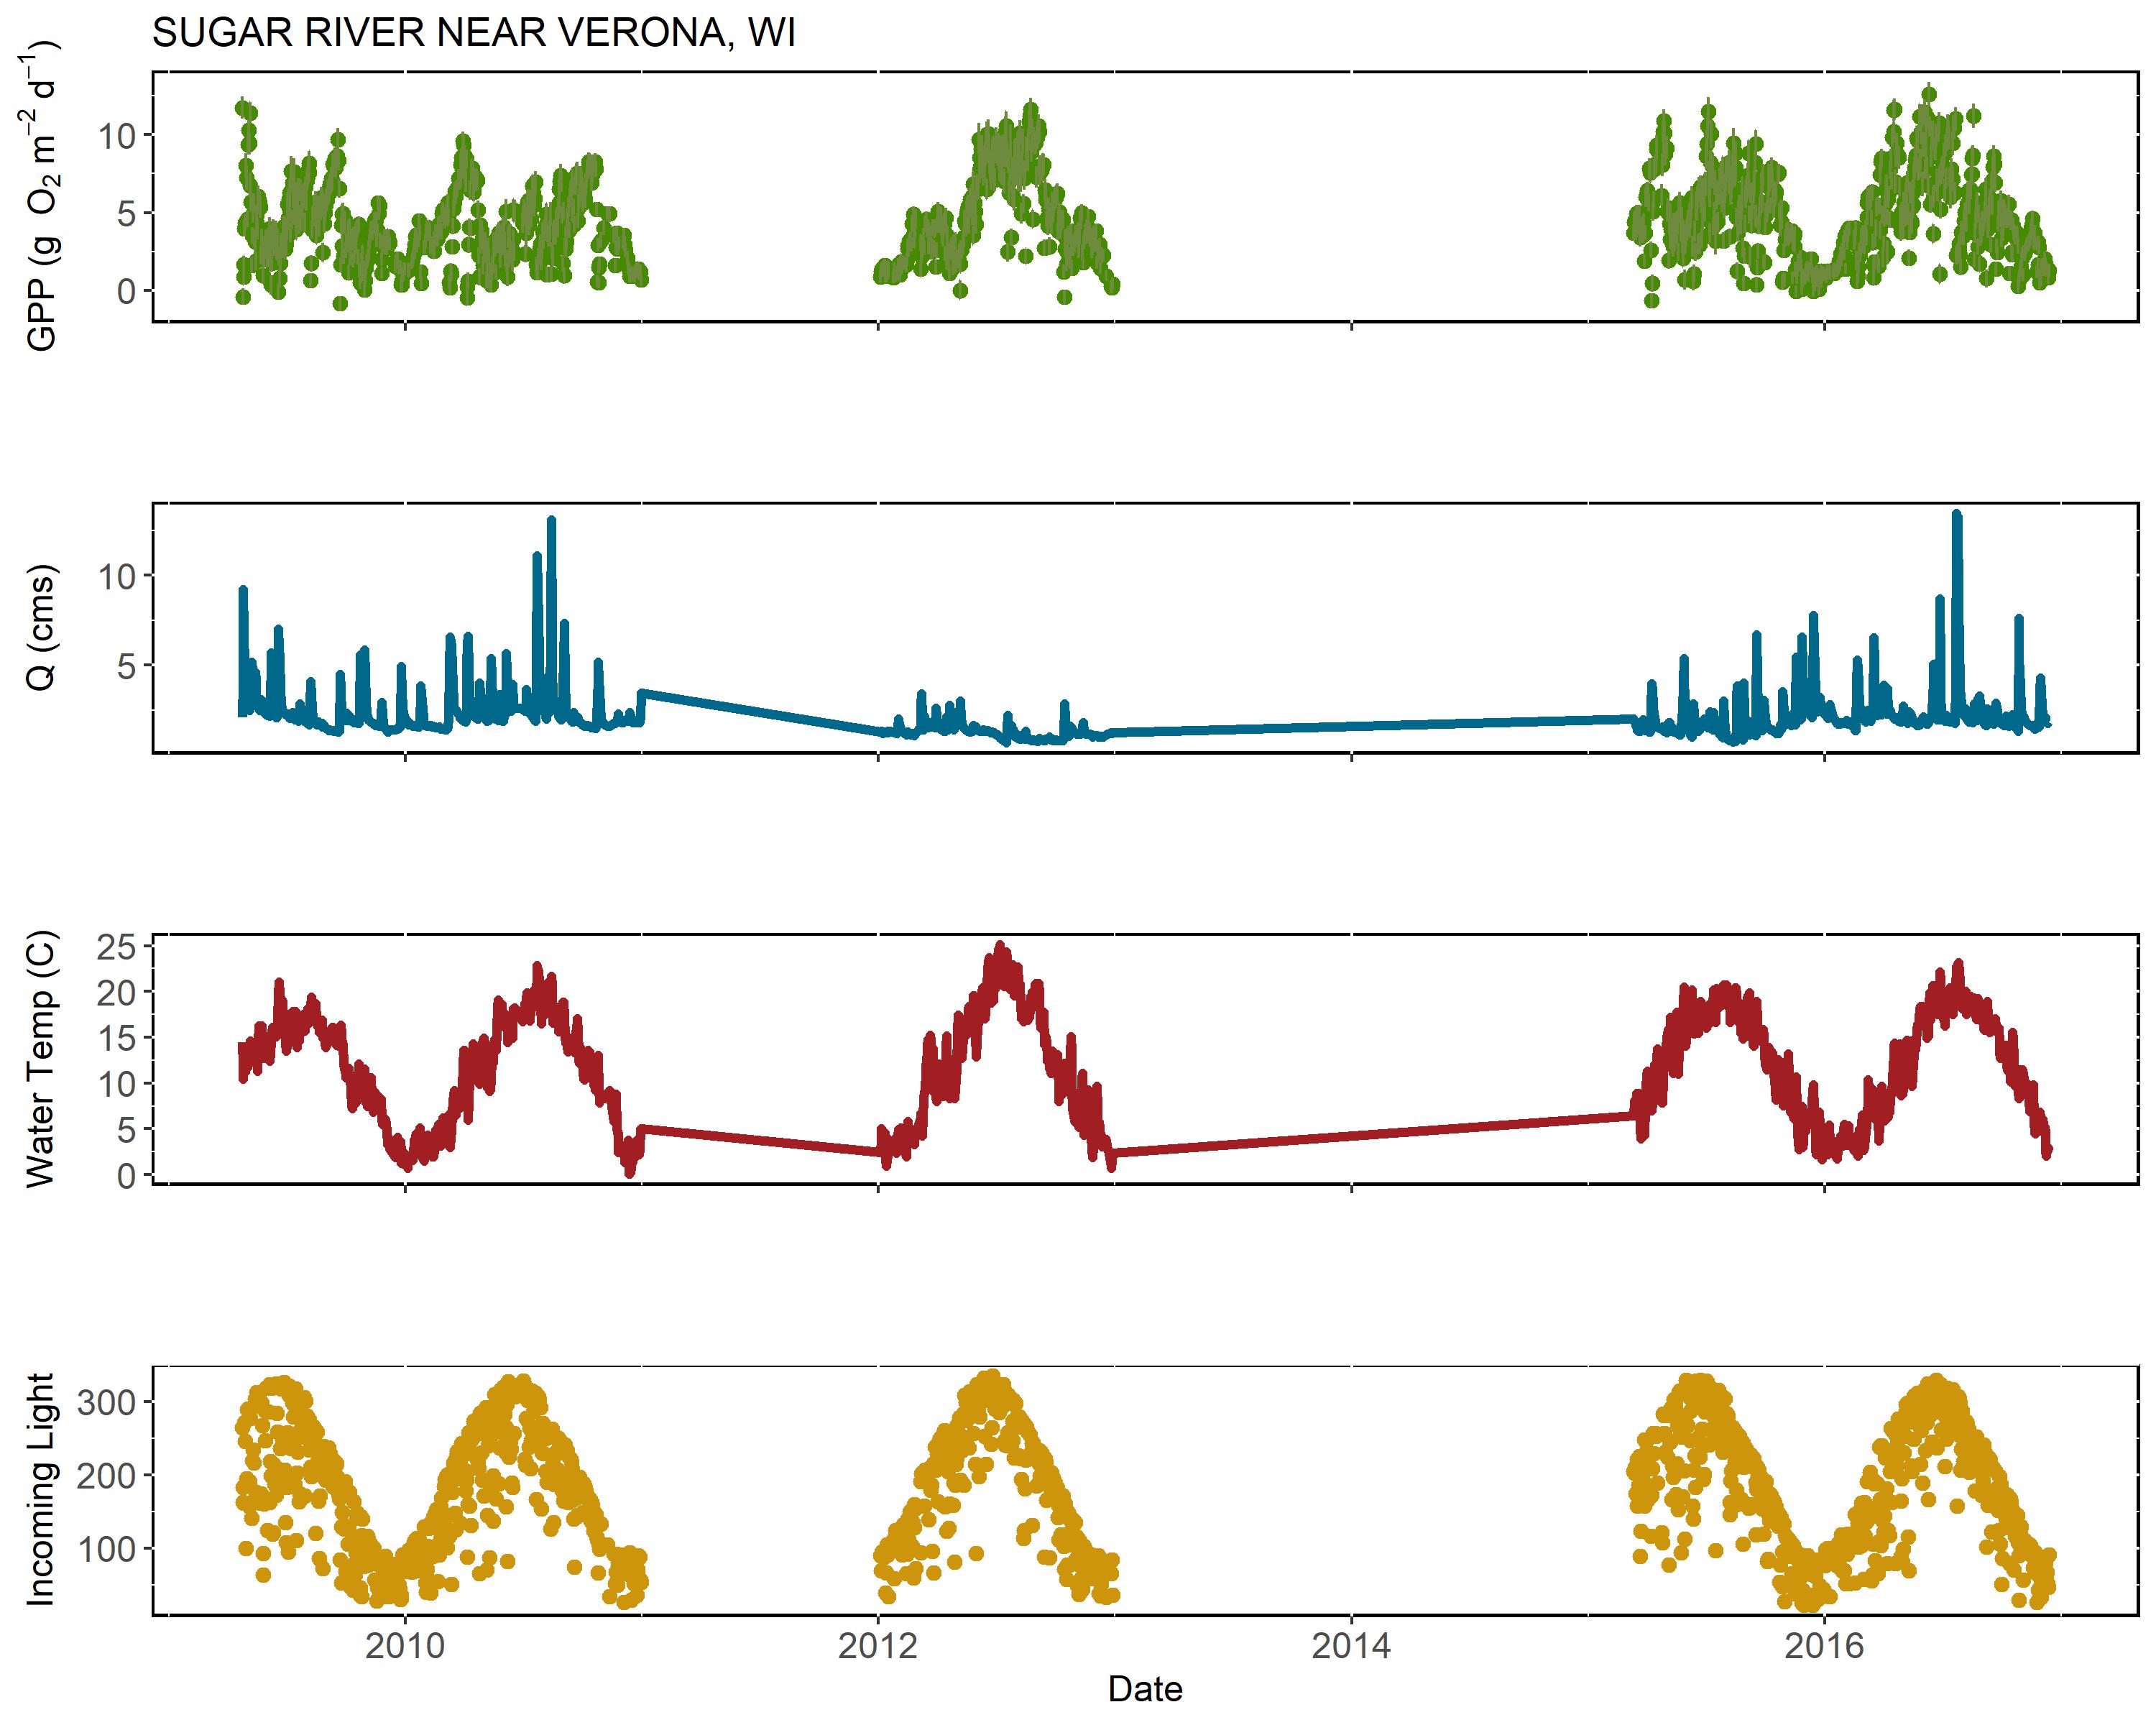 SUGAR RIVER NEAR VERONA, WI
GPP (g O₂ m⁻² d⁻¹)
10
5
0
Q (cms)
10
5
Water Temp (C)
25
20
15
10
5
0
Incoming Light
300
200
100
2010 2012 2014 2016
Date